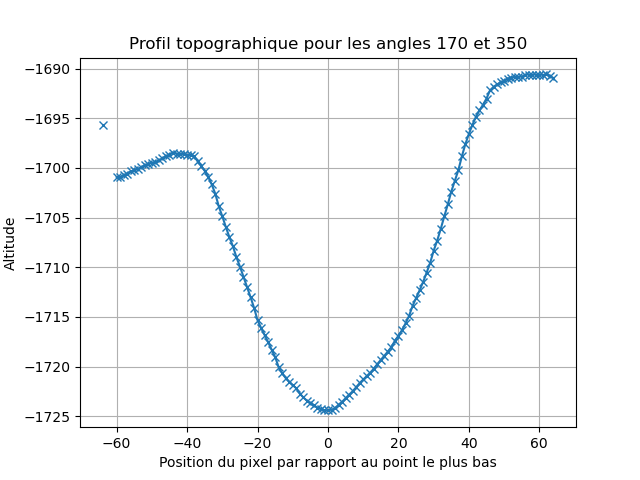 Profil topographique pour les angles 170 et 350
−1690
−1695
−1700
−1705
−1710
−1715
−1720
−1725
Altitude
−60 −40 −20 0 20 40 60
Position du pixel par rapport au point le plus bas